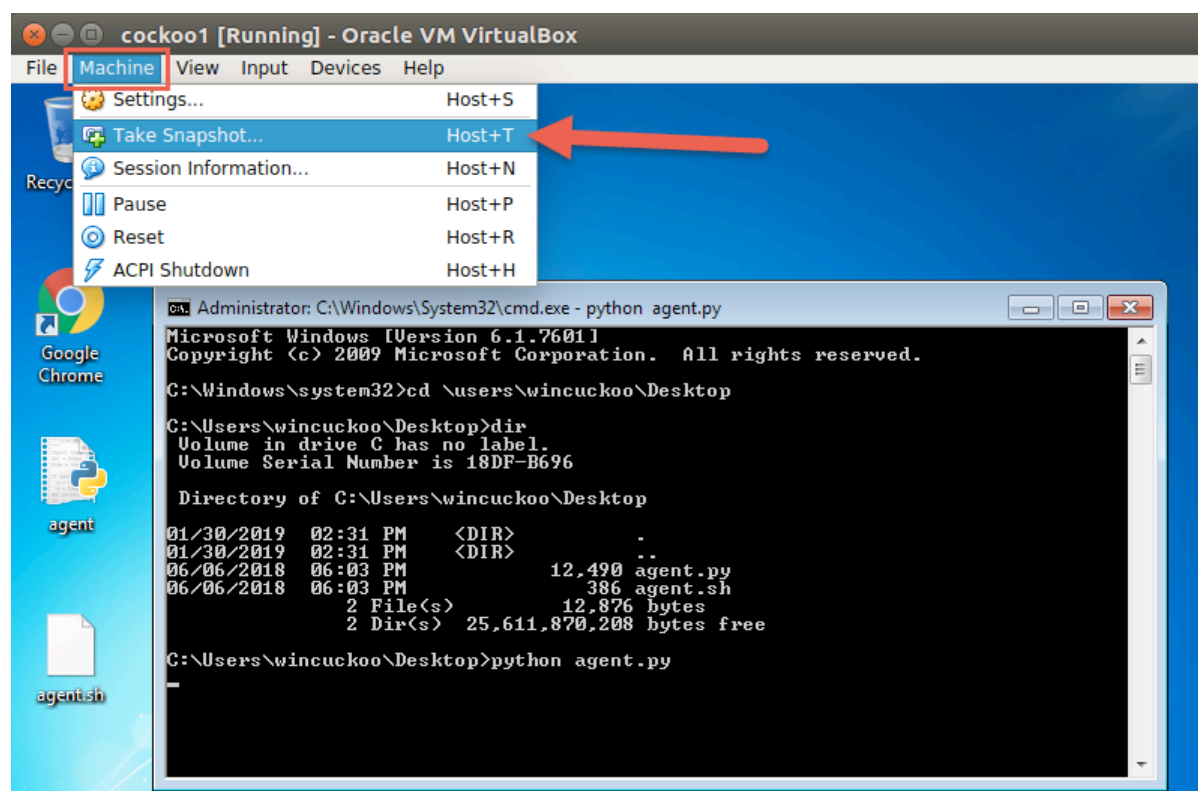 cockoo1 [Running] - Oracle VM VirtualBox
File Machine View Input Devices Help
Settings... Host+S
Take Snapshot... Host+T
Session Information... Host+N
Pause Host+P
Reset Host+R
ACPI Shutdown Host+H
Recyc
Google
Chrome
agent
agent.sh
Administrator: C:\Windows\System32\cmd.exe - python agent.py
Microsoft Windows [Version 6.1.7601]
Copyright (c) 2009 Microsoft Corporation. All rights reserved.
C:\Windows\system32>cd \users\wincuckoo\Desktop
C:\Users\wincuckoo\Desktop>dir
Volume in drive C has no label.
Volume Serial Number is 18DF-B696
Directory of C:\Users\wincuckoo\Desktop
01/30/2019 02:31 PM <DIR> .
01/30/2019 02:31 PM <DIR> ..
06/06/2018 06:03 PM 12,490 agent.py
06/06/2018 06:03 PM 386 agent.sh
2 File(s) 12,876 bytes
2 Dir(s) 25,611,870,208 bytes free
C:\Users\wincuckoo\Desktop>python agent.py